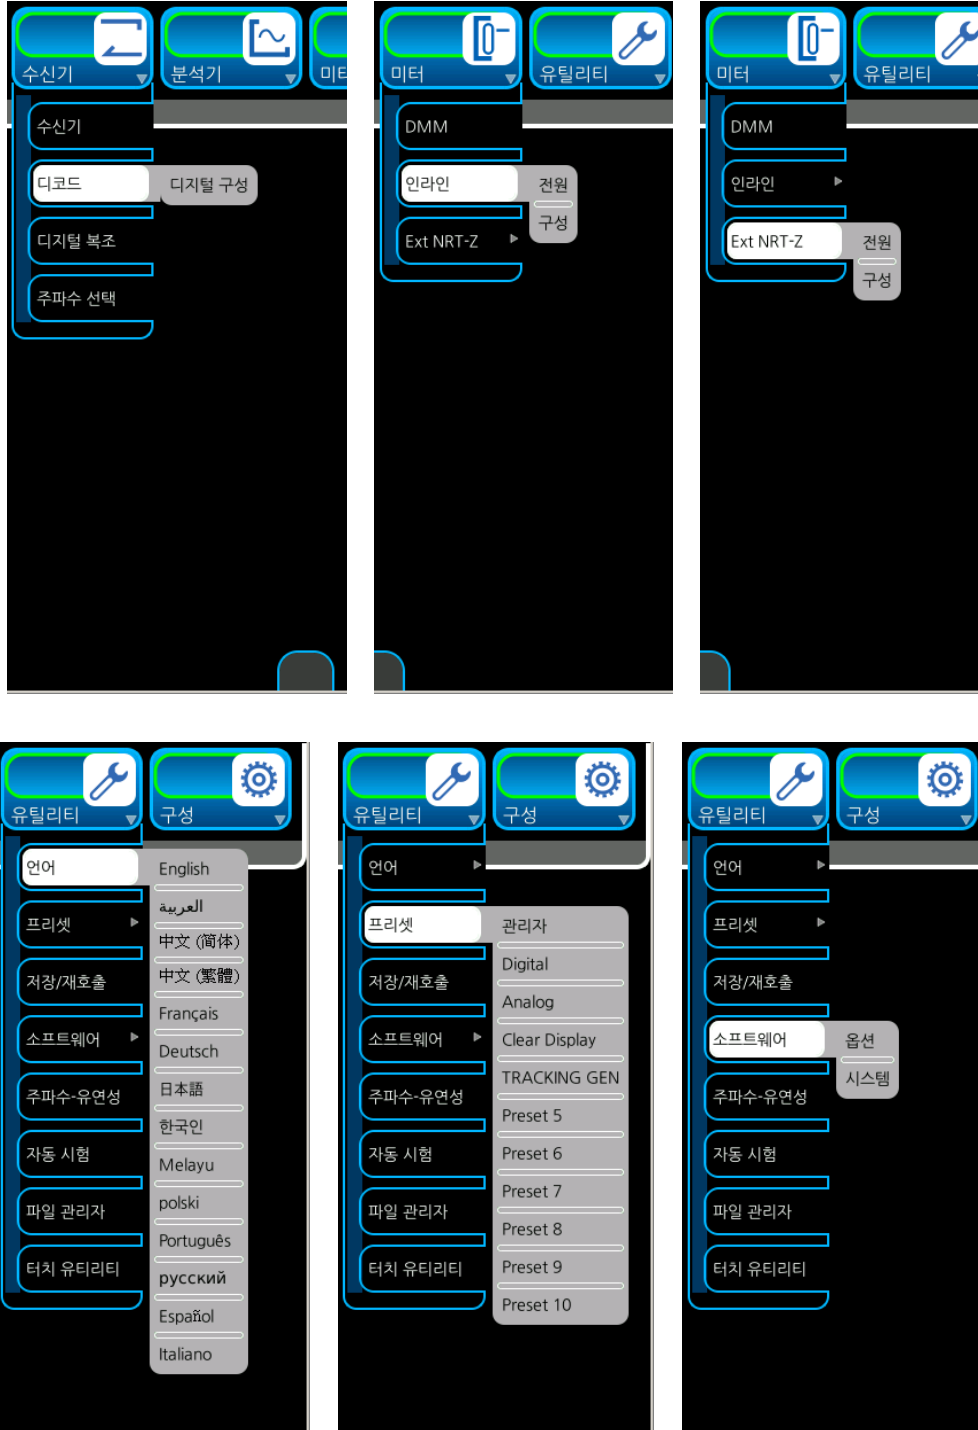 수신기
분석기
수신기
디코드
디지털 구성
디지털 복조
주파수 선택
미터
유틸리티
DMM
인라인
전원
구성
Ext NRT-Z
미터
유틸리티
DMM
인라인
Ext NRT-Z
전원
구성
유틸리티
구성
언어
프리셋
저장/재호출
소프트웨어
주파수-유연성
자동 시험
파일 관리자
터치 유티리티
English
العربية
中文 (简体)
中文 (繁體)
Français
Deutsch
日本語
한국인
Melayu
polski
Português
русский
Español
Italiano
유틸리티
구성
언어
프리셋
저장/재호출
소프트웨어
주파수-유연성
자동 시험
파일 관리자
터치 유티리티
관리자
Digital
Analog
Clear Display
TRACKING GEN
Preset 5
Preset 6
Preset 7
Preset 8
Preset 9
Preset 10
유틸리티
구성
언어
프리셋
저장/재호출
소프트웨어
옵션
시스템
주파수-유연성
자동 시험
파일 관리자
터치 유티리티